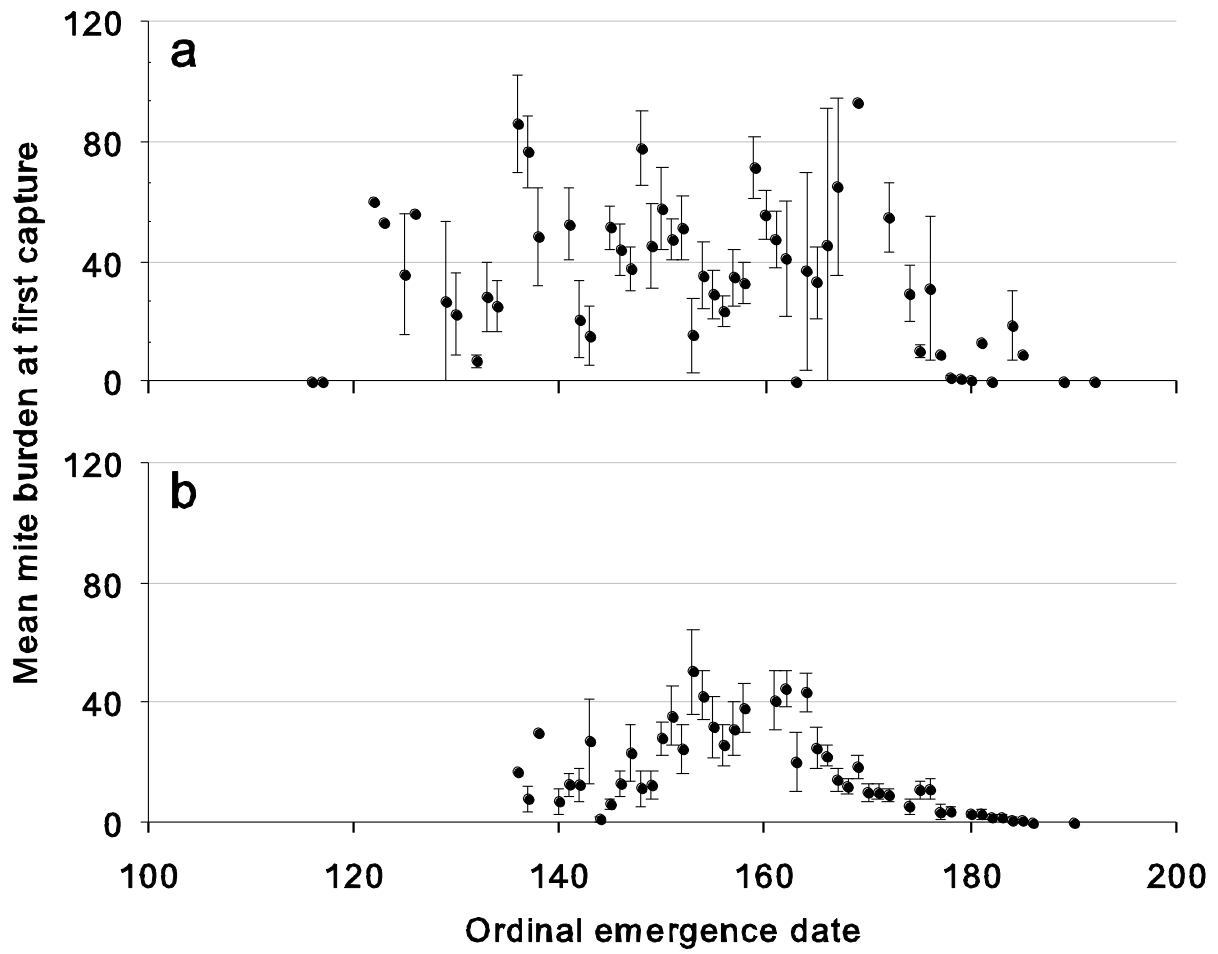 120
a
80
40
0
Mean mite burden at first capture
120
b
80
40
0
100 120 140 160 180 200
Ordinal emergence date